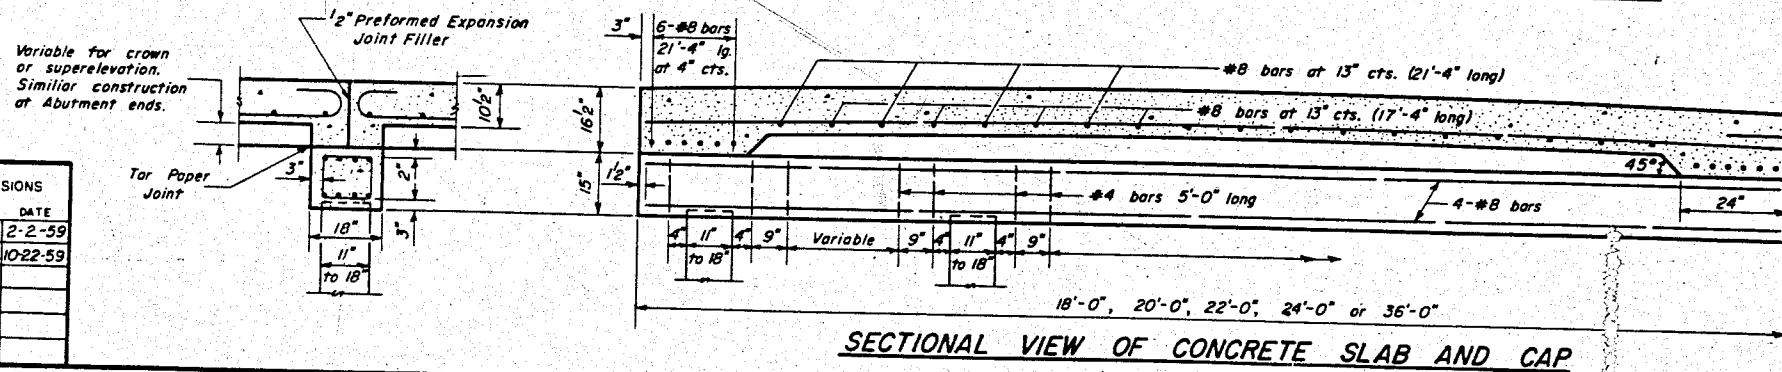 1/2" Preformed Expansion
Joint Filler
Variable for crown
or superelevation.
Similiar construction
at Abutment ends.
10 1/2"
Tar Paper
Joint
3"
2"
3"
18"
11"
to 18"
SIONS
DATE
2-2-59
10-22-59
3"
6-#8 bars
21'-4" lg.
at 4" cts.
#8 bars at 13" cts. (21'-4" long)
#8 bars at 13" cts. (17'-4" long)
16 1/2"
15"
1 1/2"
45°
#4 bars 5'-0" long
4-#8 bars
24"
4" 11" 4" 9" Variable 9" 4" 11" 4" 9"
to 18" to 18"
18'-0", 20'-0", 22'-0", 24'-0" or 36'-0"
SECTIONAL VIEW OF CONCRETE SLAB AND CAP